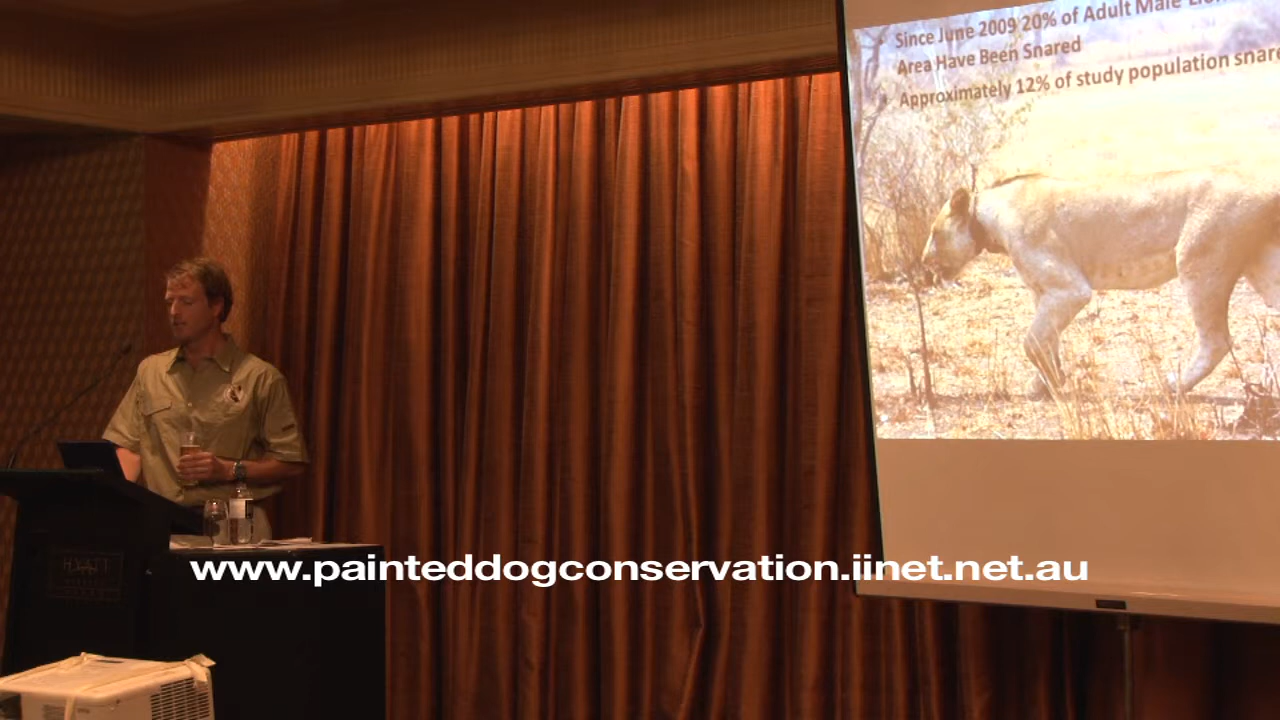 Since June 2009 20% of Adult Male
Area Have Been Snared
Approximately 12% of study population
HYATT
www.painteddogconservation.iinet.net.au